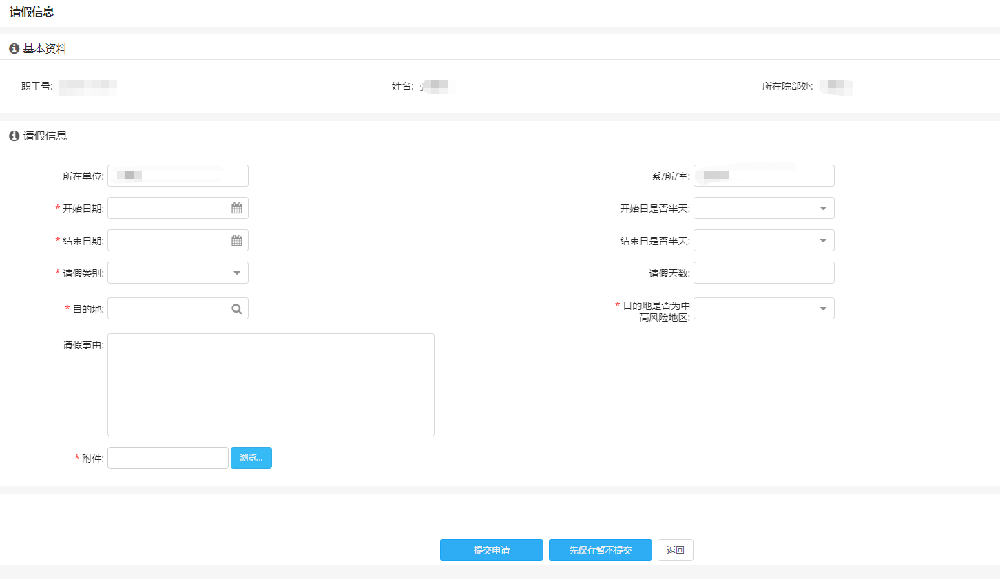 请假信息
基本资料
职工号:
姓名:
所在院部处:
请假信息
所在单位:
系/所/室:
* 开始日期:
开始日是否半天:
* 结束日期:
结束日是否半天:
* 请假类别:
请假天数:
* 目的地:
* 目的地是否为中
高风险地区:
请假事由:
* 附件:
浏览...
提交申请
先保存暂不提交
返回